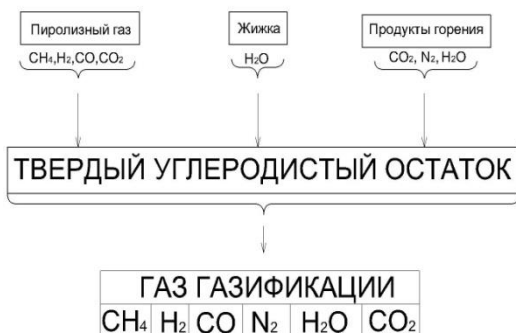 Пиролизный газ
Жижка
Продукты горения
CH₄,H₂,CO,CO₂
H₂O
CO₂, N₂, H₂O
ТВЕРДЫЙ УГЛЕРОДИСТЫЙ ОСТАТОК
ГАЗ ГАЗИФИКАЦИИ
CH₄ H₂ CO N₂ H₂O CO₂